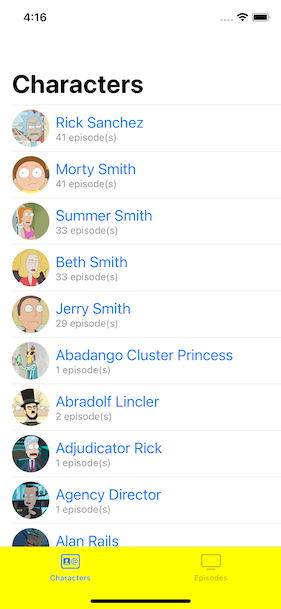 4:16
Characters
Rick Sanchez
41 episode(s)
Morty Smith
41 episode(s)
Summer Smith
33 episode(s)
Beth Smith
33 episode(s)
Jerry Smith
29 episode(s)
Abadango Cluster Princess
1 episode(s)
Abradolf Lincler
2 episode(s)
Adjudicator Rick
1 episode(s)
Agency Director
1 episode(s)
Alan Rails
Characters
Episodes